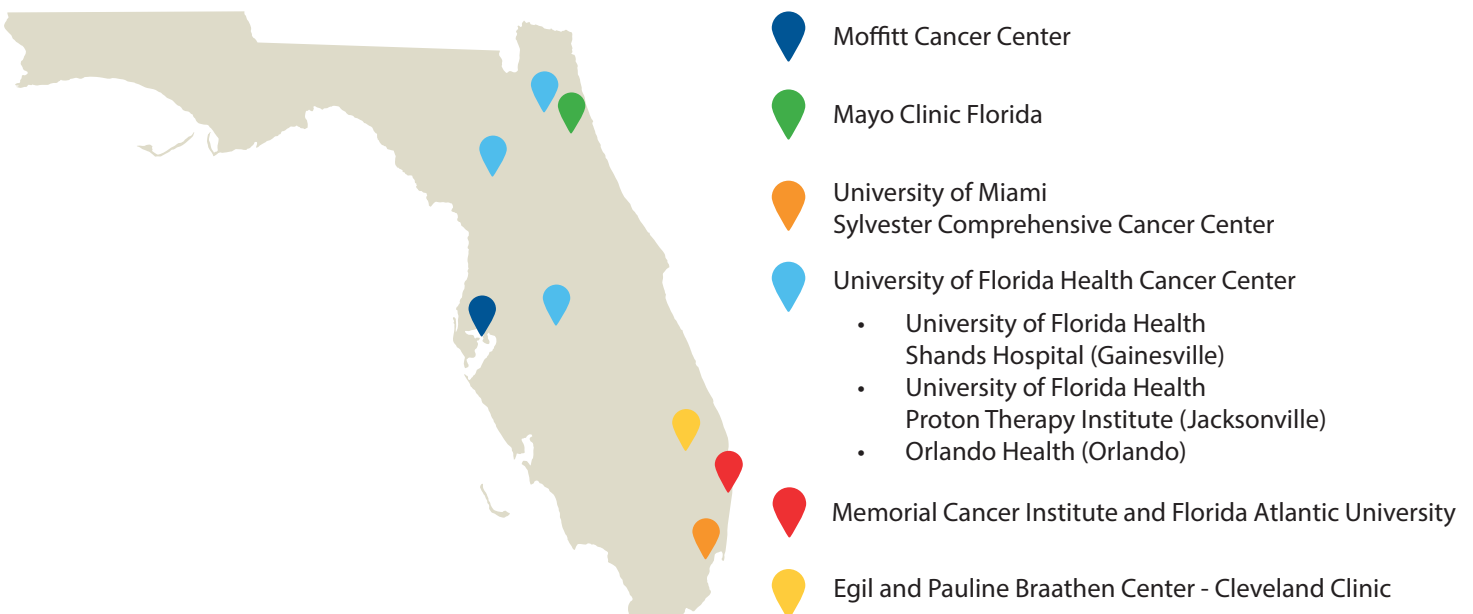 Moffitt Cancer Center
Mayo Clinic Florida
University of Miami
Sylvester Comprehensive Cancer Center
University of Florida Health Cancer Center
• University of Florida Health
Shands Hospital (Gainesville)
• University of Florida Health
Proton Therapy Institute (Jacksonville)
• Orlando Health (Orlando)
Memorial Cancer Institute and Florida Atlantic University
Egil and Pauline Braathen Center - Cleveland Clinic